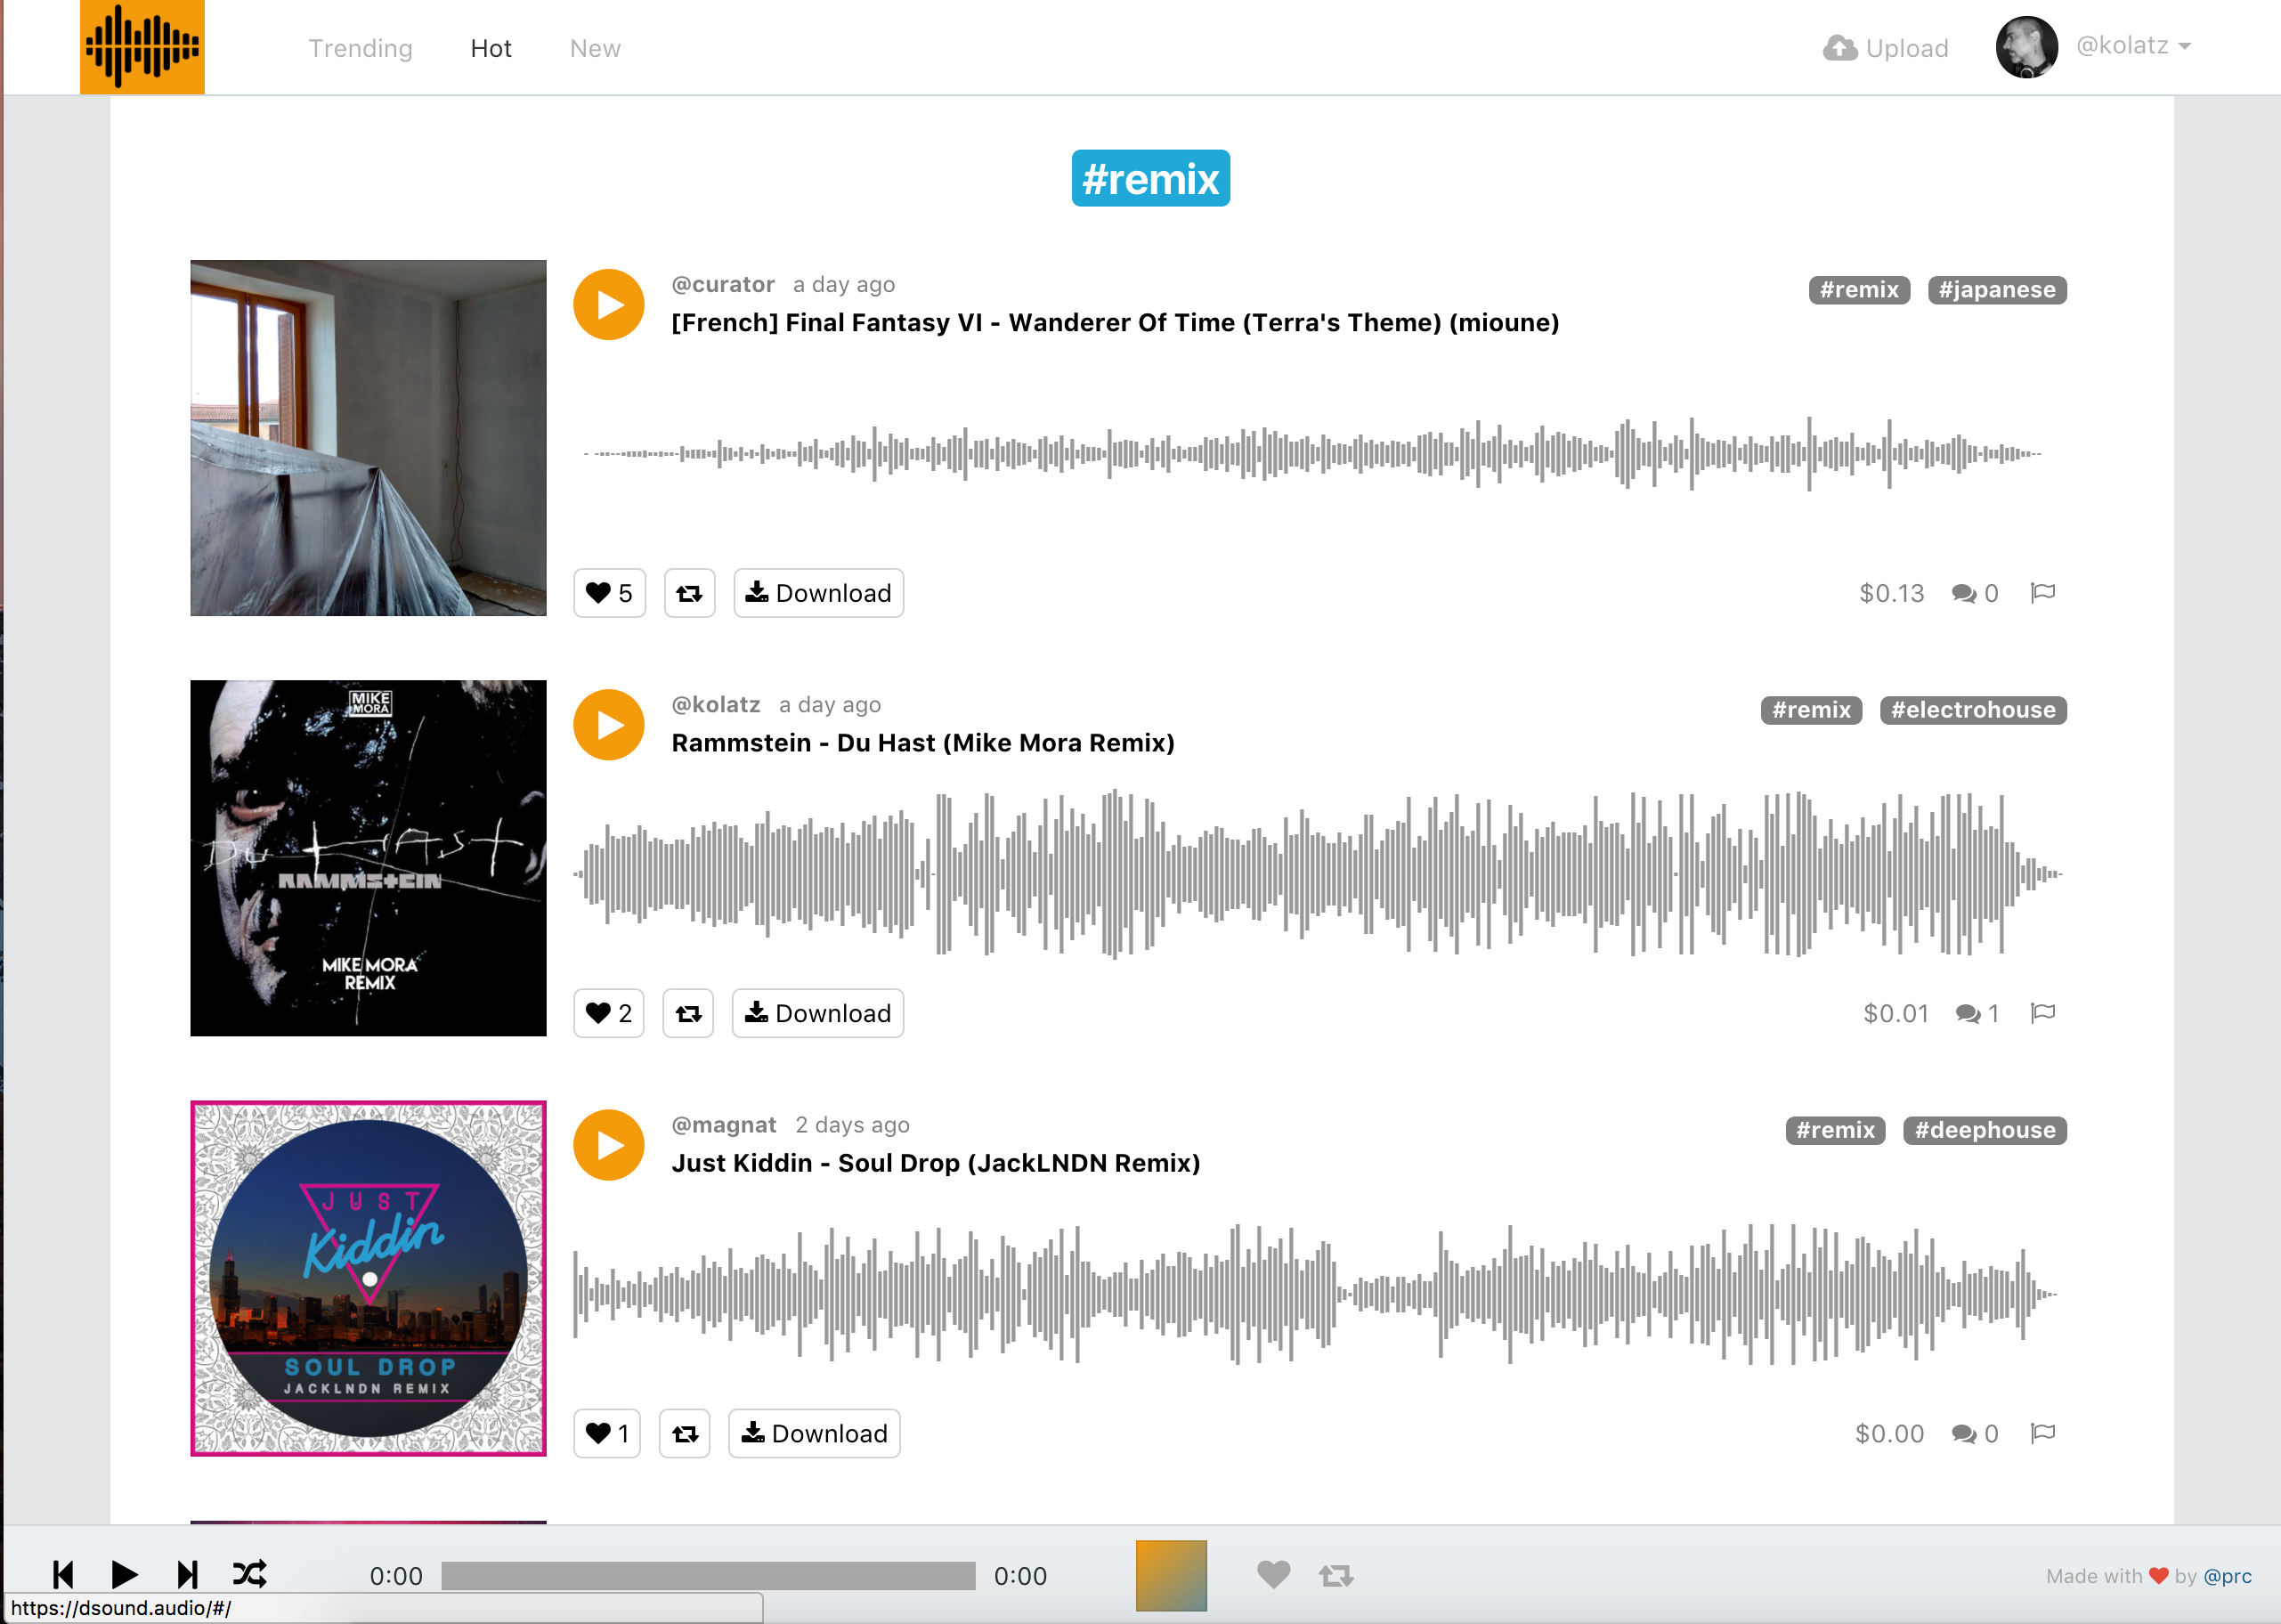 Trending Hot New Upload @kolatz
#remix
@curator a day ago #remix #japanese
[French] Final Fantasy VI - Wanderer Of Time (Terra's Theme) (mioune)
5 Download $0.13 0
MIKE
MORA
DU HAST
RAMMSTEIN
MIKE MORA
REMIX
@kolatz a day ago #remix #electrohouse
Rammstein - Du Hast (Mike Mora Remix)
2 Download $0.01 1
JUST
Kiddin
SOUL DROP
JACKLNDN REMIX
@magnat 2 days ago #remix #deephouse
Just Kiddin - Soul Drop (JackLNDN Remix)
1 Download $0.00 0
0:00 0:00 Made with by @prc
https://dsound.audio/#/